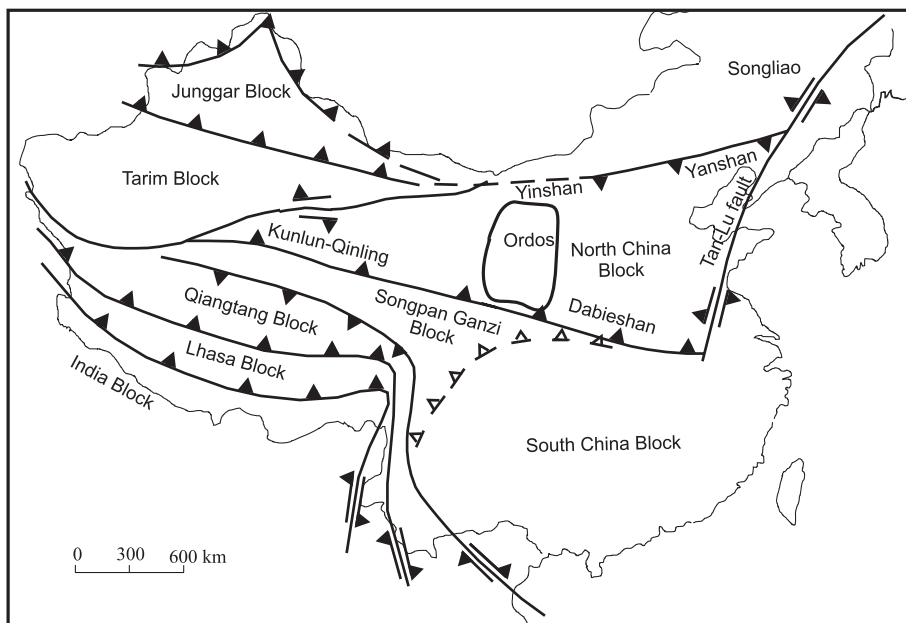 Songliao
Junggar Block
Yanshan
Tarim Block
Yinshan
Tan-Lu fault
Ordos
Kunlun-Qinling
North China
Block
Qiangtang Block
Songpan Ganzi
Block
Dabieshan
Lhasa Block
India Block
South China Block
0 300 600 km